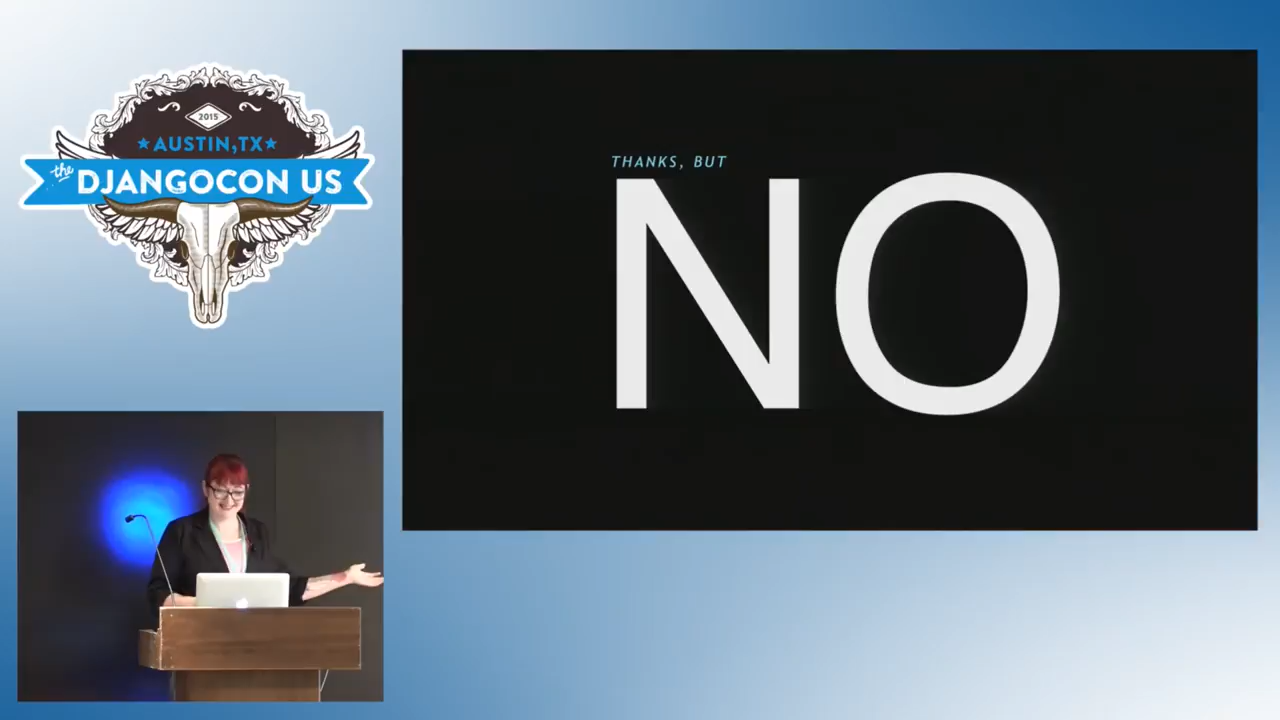 2015
★AUSTIN,TX★
the DJANGOCON US
THANKS, BUT
NO